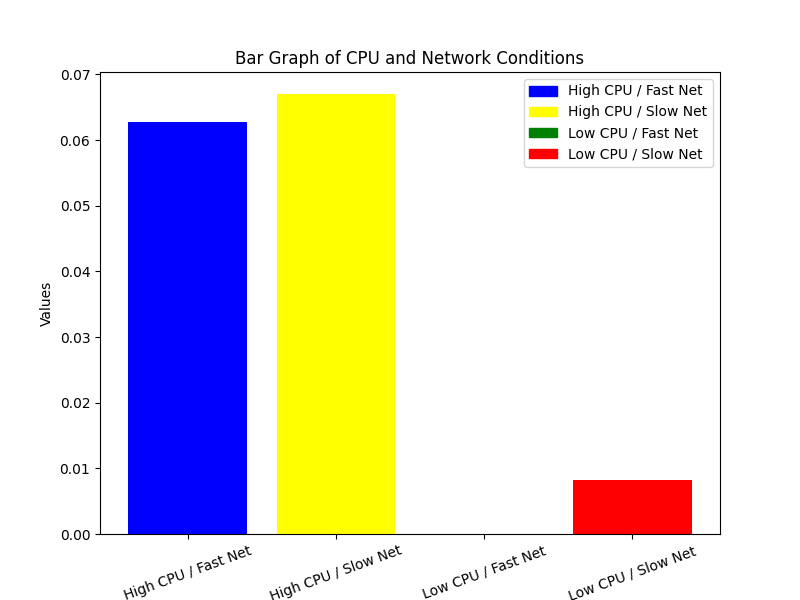 Bar Graph of CPU and Network Conditions
0.07
0.06
0.05
0.04
0.03
0.02
0.01
0.00
Values
High CPU / Fast Net
High CPU / Slow Net
Low CPU / Fast Net
Low CPU / Slow Net
High CPU / Fast Net
High CPU / Slow Net
Low CPU / Fast Net
Low CPU / Slow Net